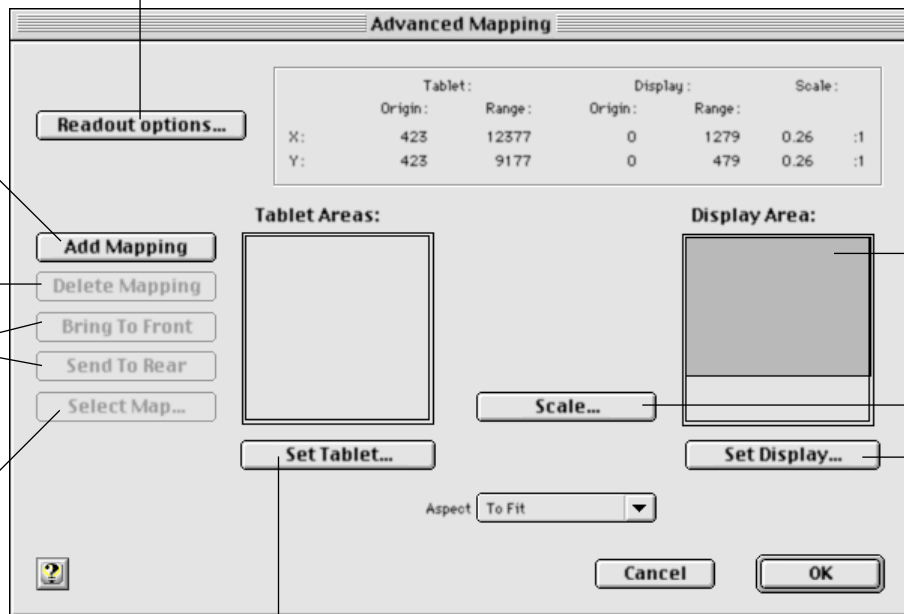 Advanced Mapping
Tablet: Display: Scale:
Origin: Range: Origin: Range:
Readout options...
X: 423 12377 0 1279 0.26 :1
Y: 423 9177 0 479 0.26 :1
Tablet Areas: Display Area:
Add Mapping
Delete Mapping
Bring To Front
Send To Rear
Select Map... Scale...
Set Tablet... Set Display...
Aspect To Fit
? Cancel OK